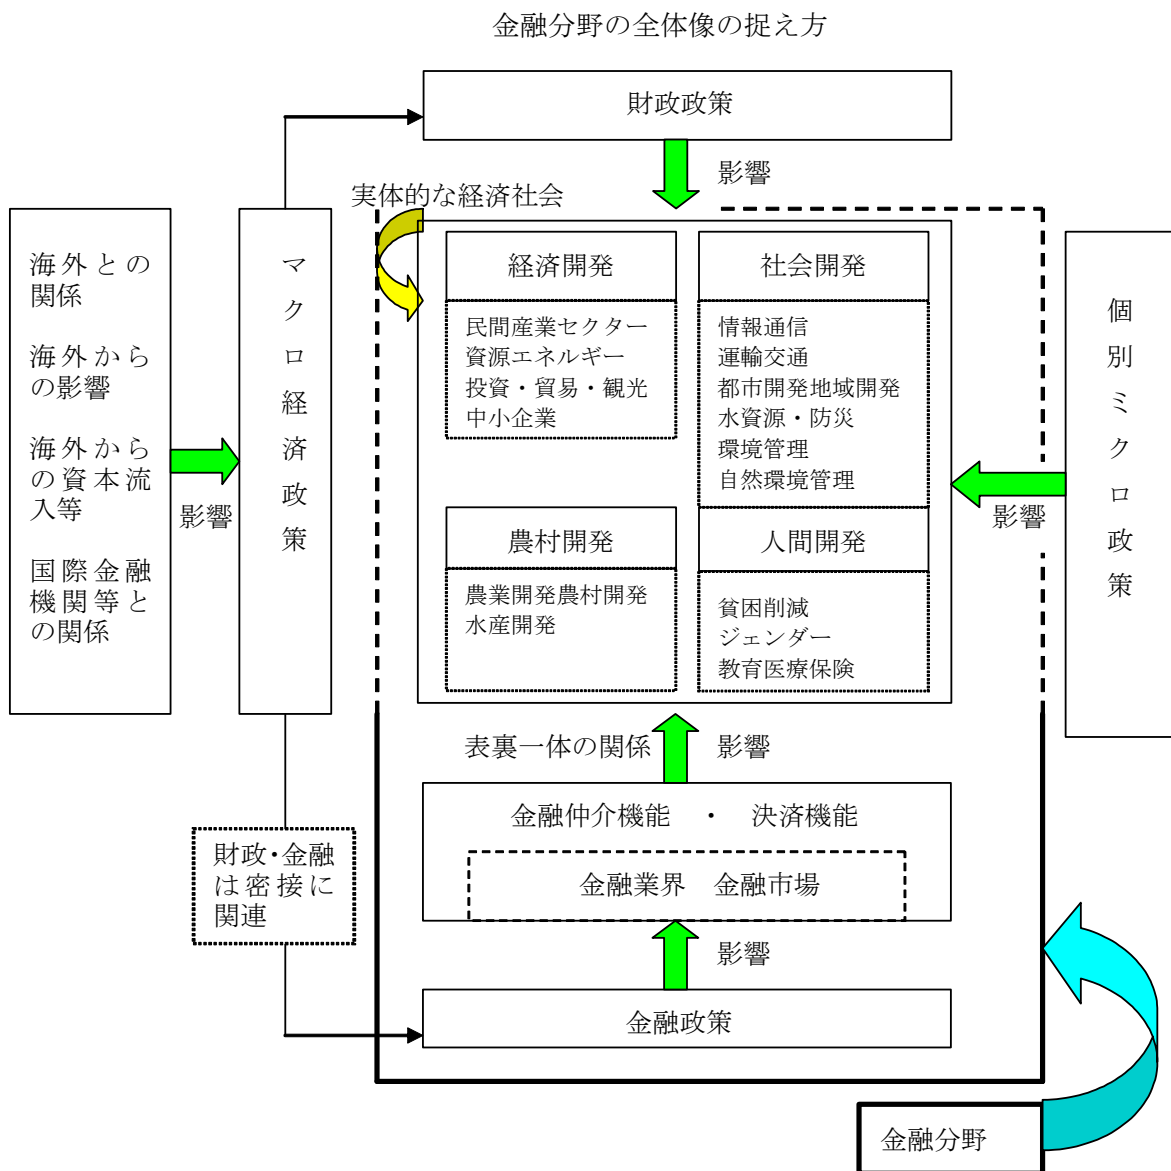 金融分野の全体像の捉え方
財政政策
影響
実体的な経済社会
海外との
関係
海外から
の影響
海外から
の資本流
入等
国際金融
機関等と
の関係
影響
マクロ経済政策
経済開発
民間産業セクター
資源エネルギー
投資・貿易・観光
中小企業
社会開発
情報通信
運輸交通
都市開発地域開発
水資源・防災
環境管理
自然環境管理
農村開発
農業開発農村開発
水産開発
人間開発
貧困削減
ジェンダー
教育医療保険
影響
個別ミクロ政策
表裏一体の関係
影響
金融仲介機能 ・ 決済機能
金融業界 金融市場
財政・金融
は密接に
関連
影響
金融政策
金融分野